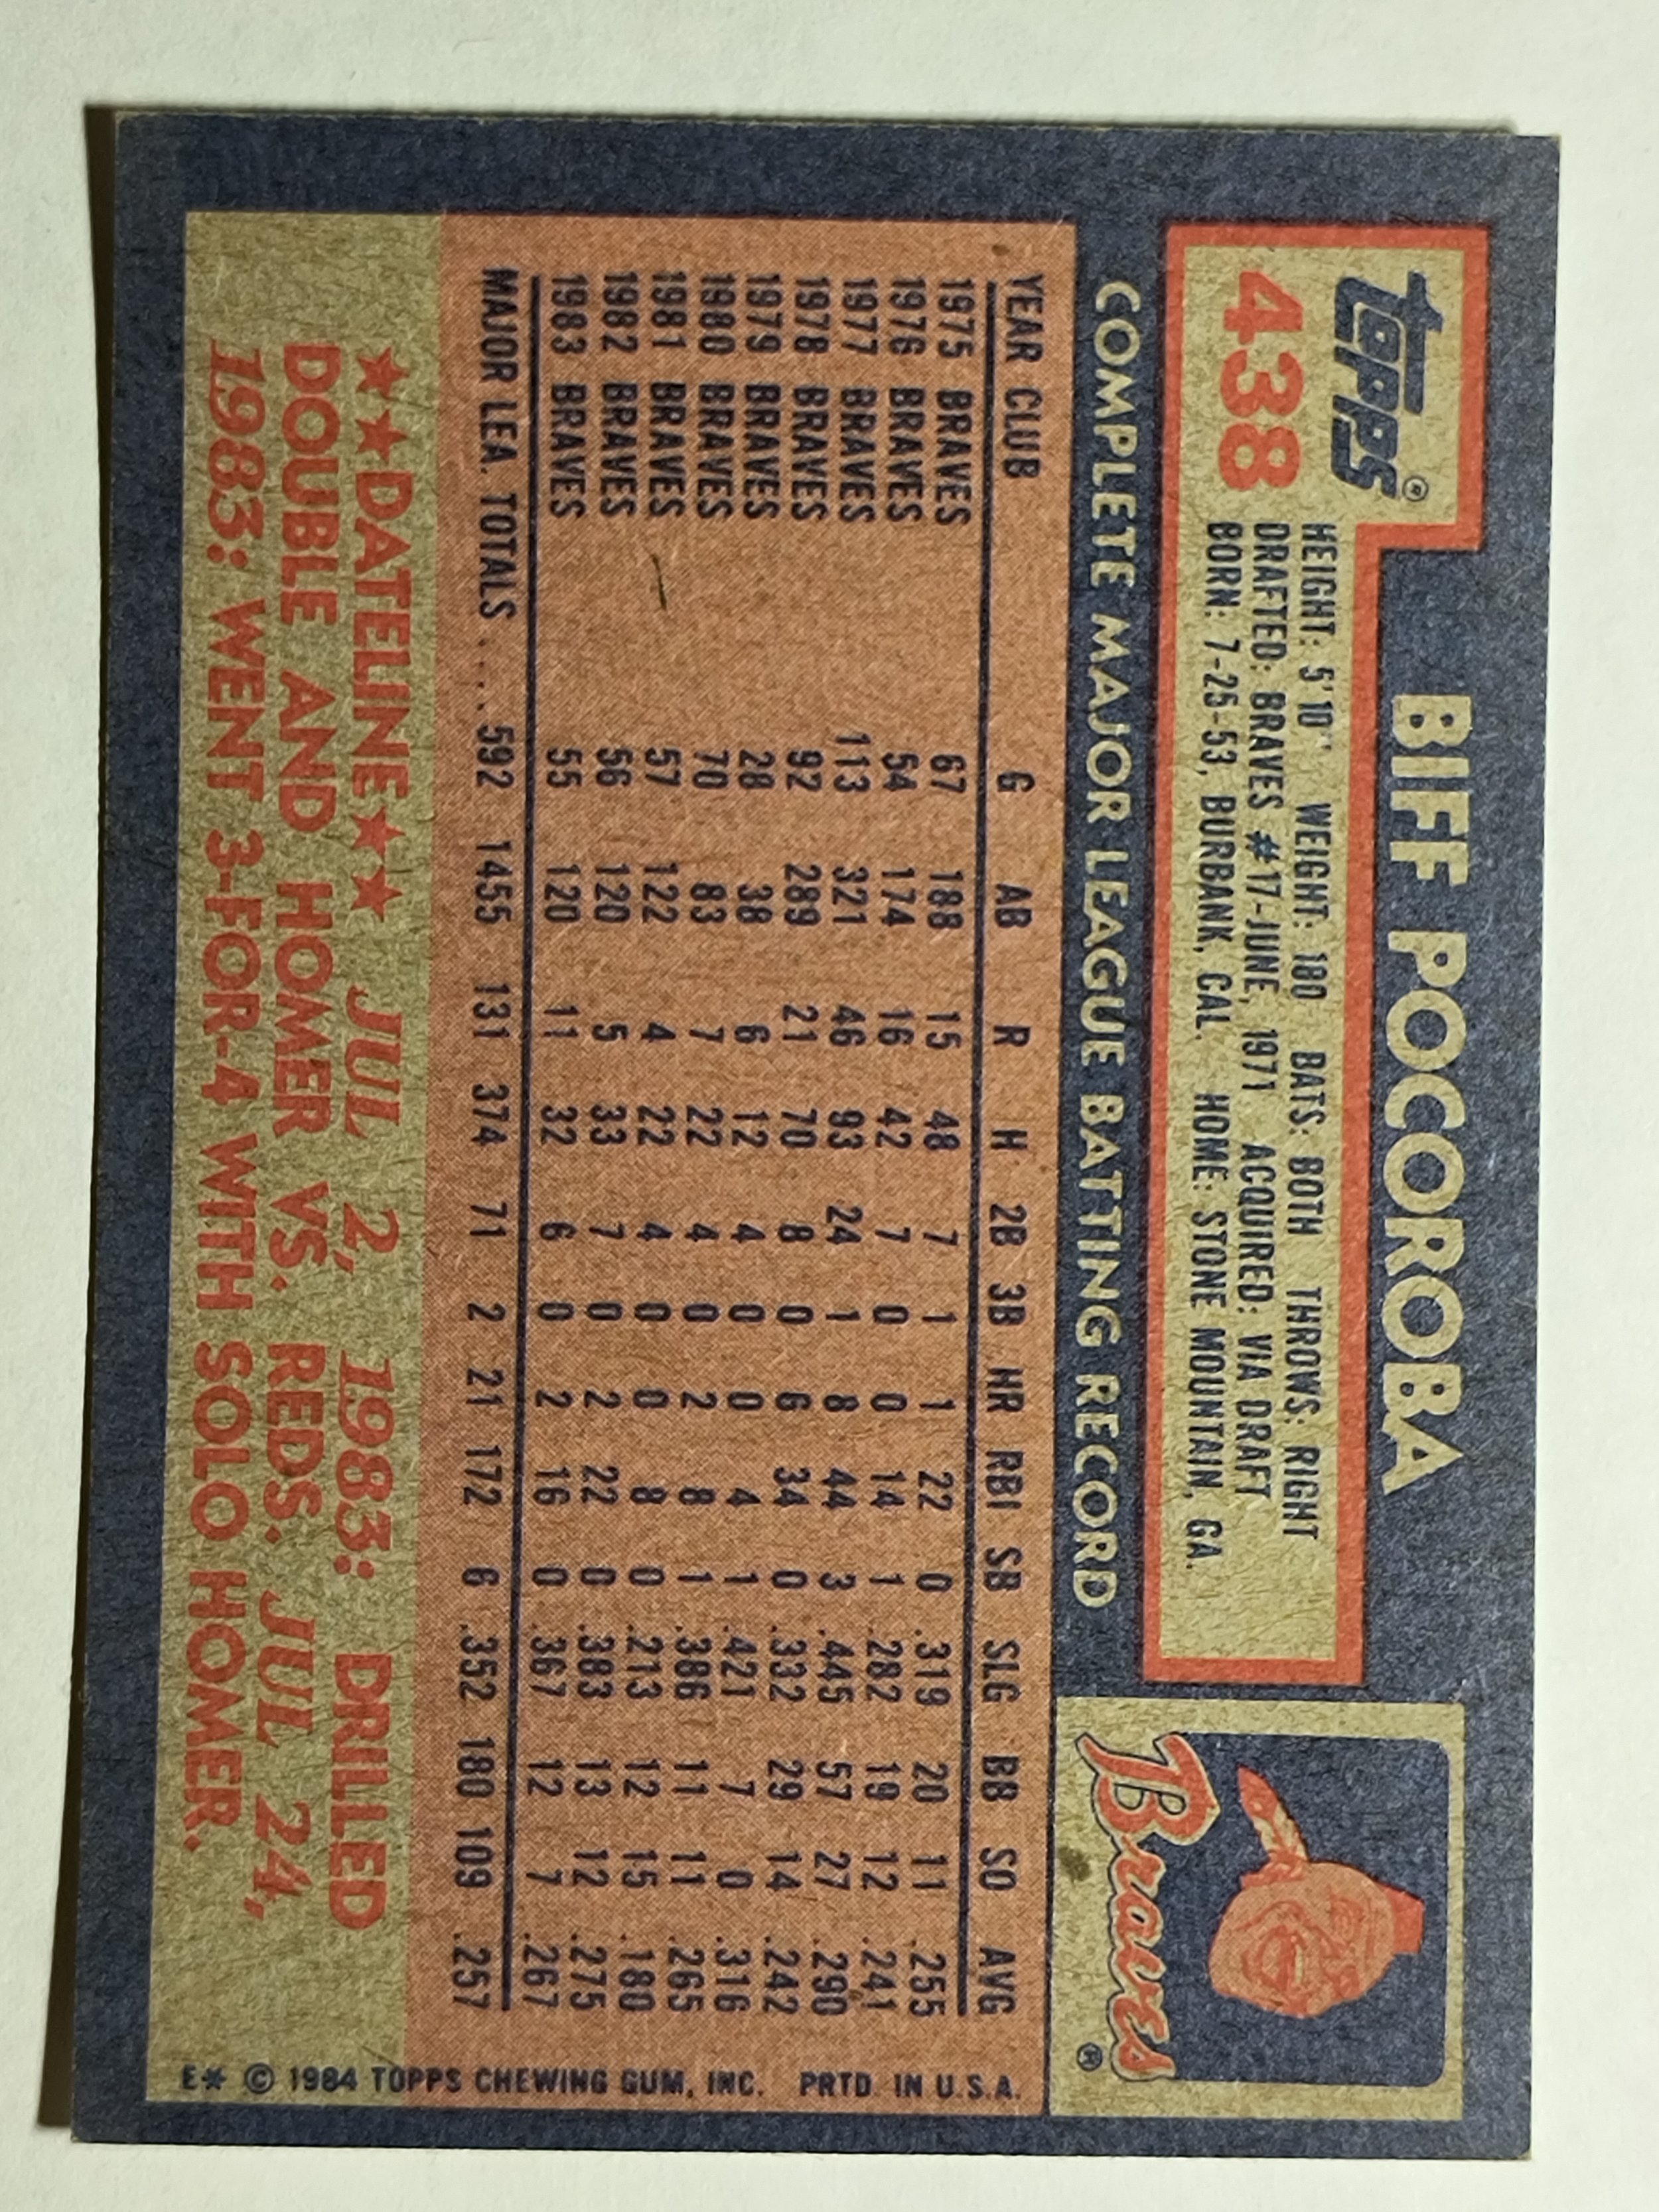 topps®
438
BIFF POCOROBA
HEIGHT: 5'10" WEIGHT: 180 BATS: BOTH THROWS: RIGHT
DRAFTED: BRAVES #17-JUNE, 1971 ACQUIRED: VIA DRAFT
BORN: 7-25-53, BURBANK, CAL. HOME: STONE MOUNTAIN, GA.
Braves®
COMPLETE MAJOR LEAGUE BATTING RECORD
YEAR CLUB G AB R H 2B 3B HR RBI SB SLG BB SO AVG
1975 BRAVES 67 188 15 48 7 1 1 22 0 .319 20 11 .255
1976 BRAVES 54 174 16 42 7 0 0 14 1 .282 19 12 .241
1977 BRAVES 113 321 46 93 24 1 8 44 3 .445 57 27 .290
1978 BRAVES 92 289 21 70 8 0 6 34 0 .332 29 14 .242
1979 BRAVES 28 38 6 12 4 0 0 4 1 .421 7 0 .316
1980 BRAVES 70 83 7 22 4 0 2 8 1 .386 11 11 .265
1981 BRAVES 57 122 4 22 4 0 0 8 0 .213 12 15 .180
1982 BRAVES 56 120 5 33 7 0 2 22 0 .383 13 12 .275
1983 BRAVES 55 120 11 32 6 0 2 16 0 .367 12 7 .267
MAJOR LEA. TOTALS ....592 1455 131 374 71 2 21 172 6 .352 180 109 .257
★★DATELINE★★ JUL 2, 1983: DRILLED
DOUBLE AND HOMER VS. REDS. JUL 24,
1983: WENT 3-FOR-4 WITH SOLO HOMER.
E* © 1984 TOPPS CHEWING GUM, INC. PRTD. IN U.S.A.